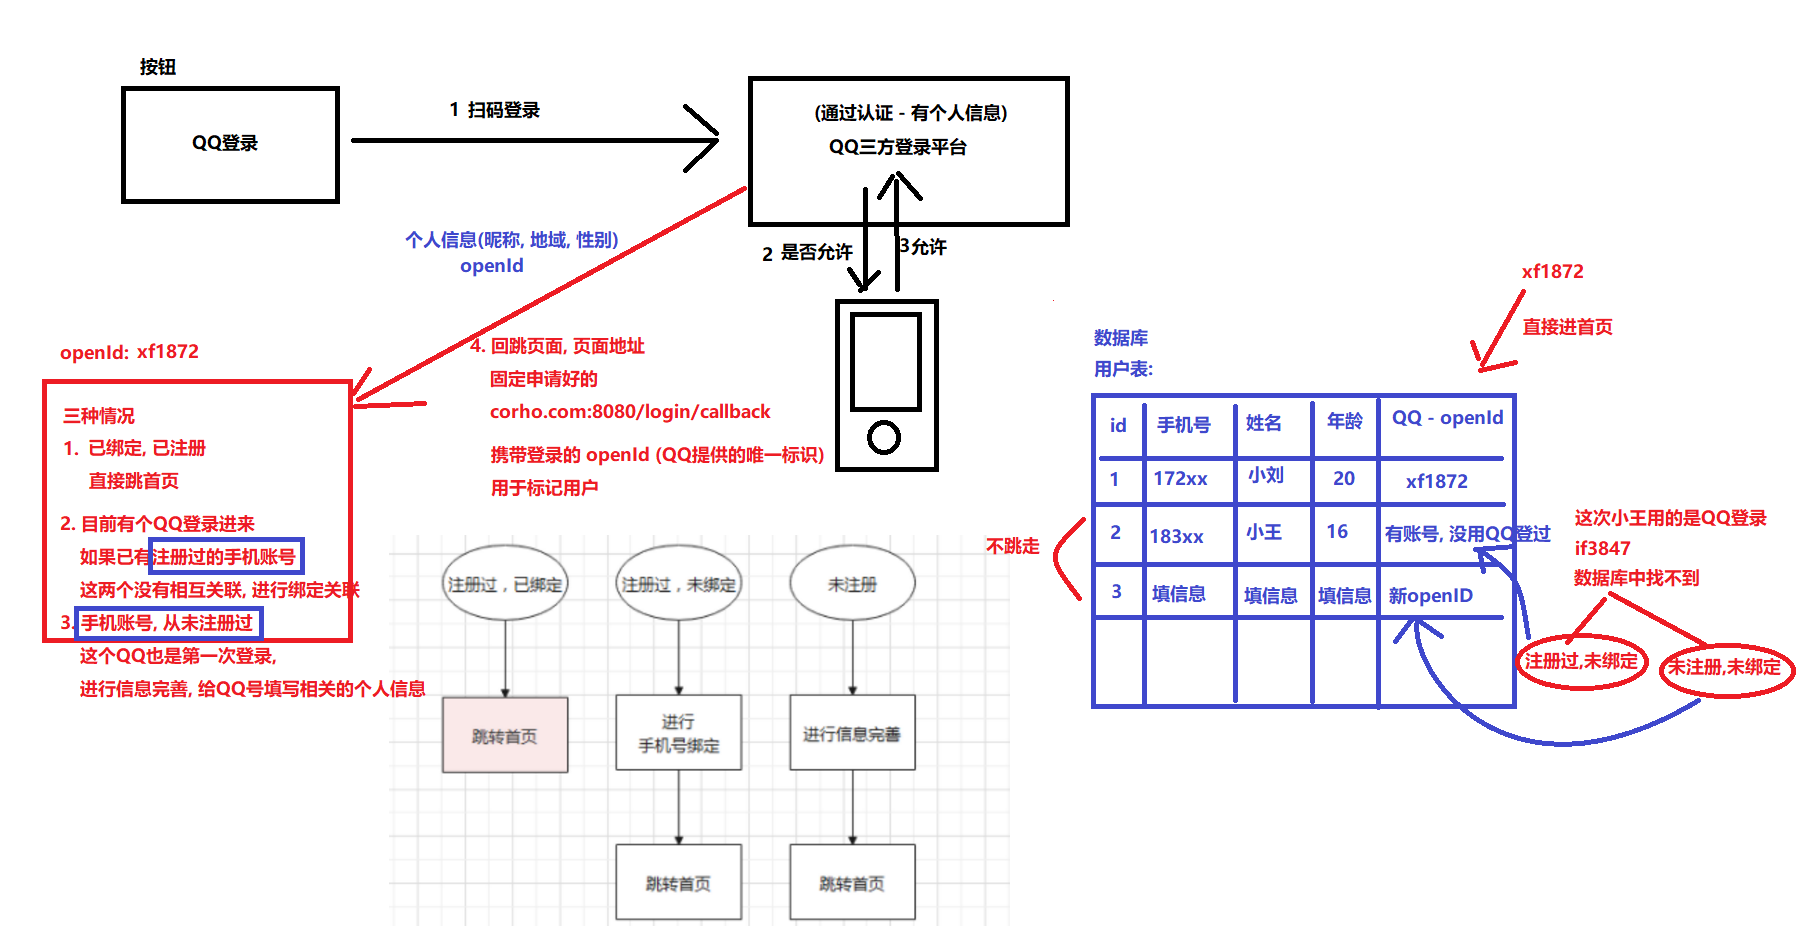 按钮
QQ登录
1 扫码登录
(通过认证 - 有个人信息)
QQ三方登录平台
2 是否允许
3允许
个人信息(昵称, 地域, 性别)
openId
4. 回跳页面, 页面地址
固定申请好的
corho.com:8080/login/callback
携带登录的 openId (QQ提供的唯一标识)
用于标记用户
openId: xf1872
三种情况
1. 已绑定, 已注册
直接跳首页
2. 目前有个QQ登录进来
如果已有注册过的手机账号
这两个没有相互关联, 进行绑定关联
3. 手机账号, 从未注册过
这个QQ也是第一次登录,
进行信息完善, 给QQ号填写相关的个人信息
注册过，已绑定
跳转首页
注册过，未绑定
进行
手机号绑定
跳转首页
未注册
进行信息完善
跳转首页
xf1872
直接进首页
数据库
用户表:
id 手机号 姓名 年龄 QQ - openId
1 172xx 小刘 20 xf1872
2 183xx 小王 16 有账号, 没用QQ登过
3 填信息 填信息 填信息 新openID
不跳走
这次小王用的是QQ登录
if3847
数据库中找不到
注册过,未绑定
未注册,未绑定